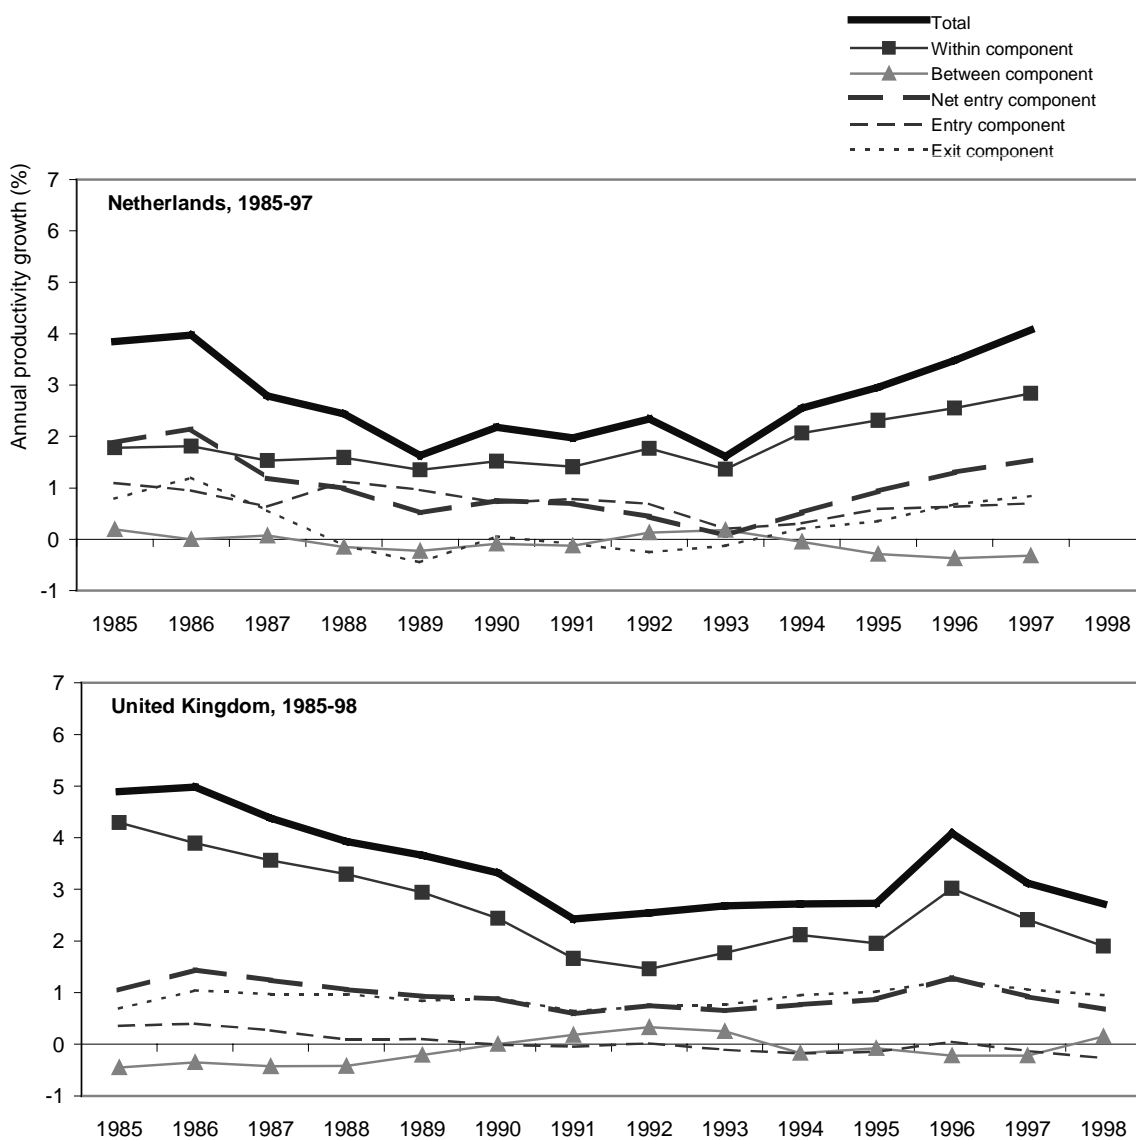 Total
Within component
Between component
Net entry component
Entry component
Exit component
Annual productivity growth (%)
7
Netherlands, 1985-97
6
5
4
3
2
1
0
-1
1985 1986 1987 1988 1989 1990 1991 1992 1993 1994 1995 1996 1997 1998
7
United Kingdom, 1985-98
6
5
4
3
2
1
0
-1
1985 1986 1987 1988 1989 1990 1991 1992 1993 1994 1995 1996 1997 1998